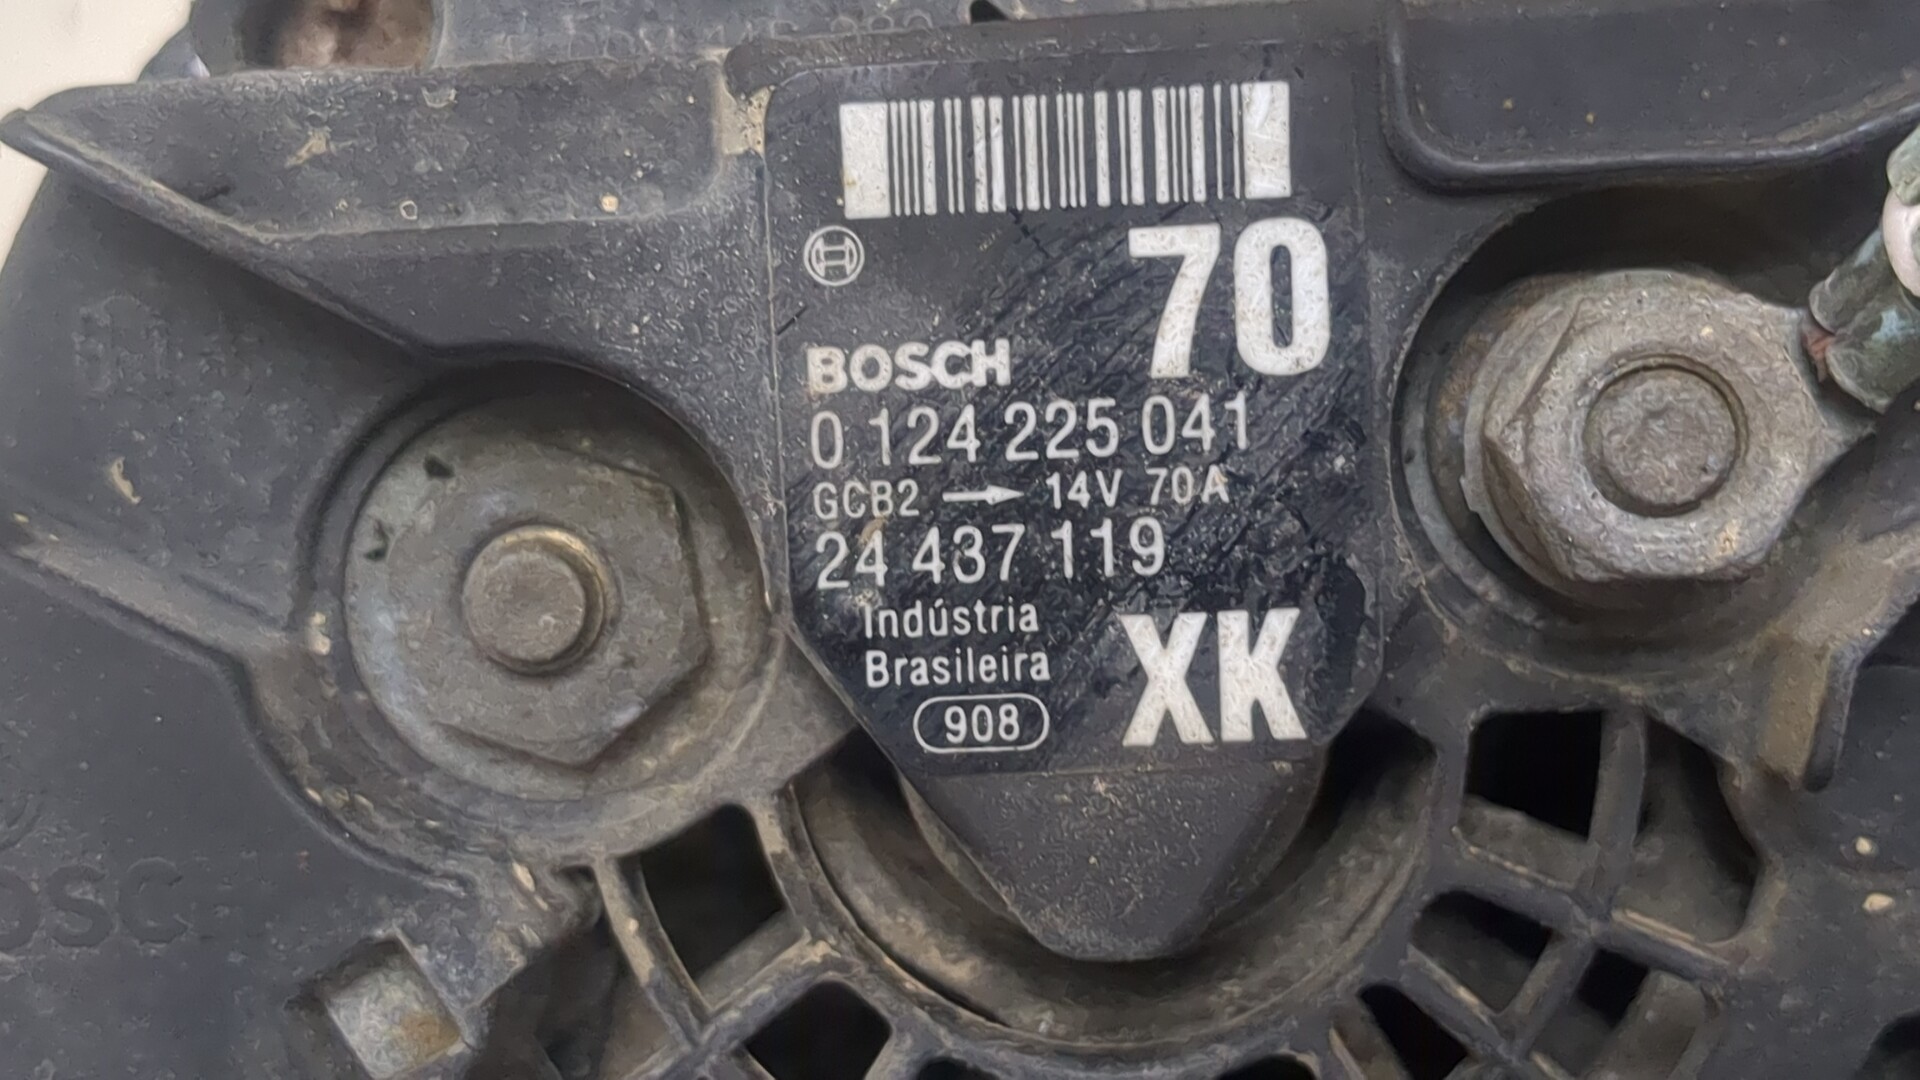 70
BOSCH
0 124 225 041
GCB2 → 14V 70A
24 437 119
Indústria
Brasileira
XK
908